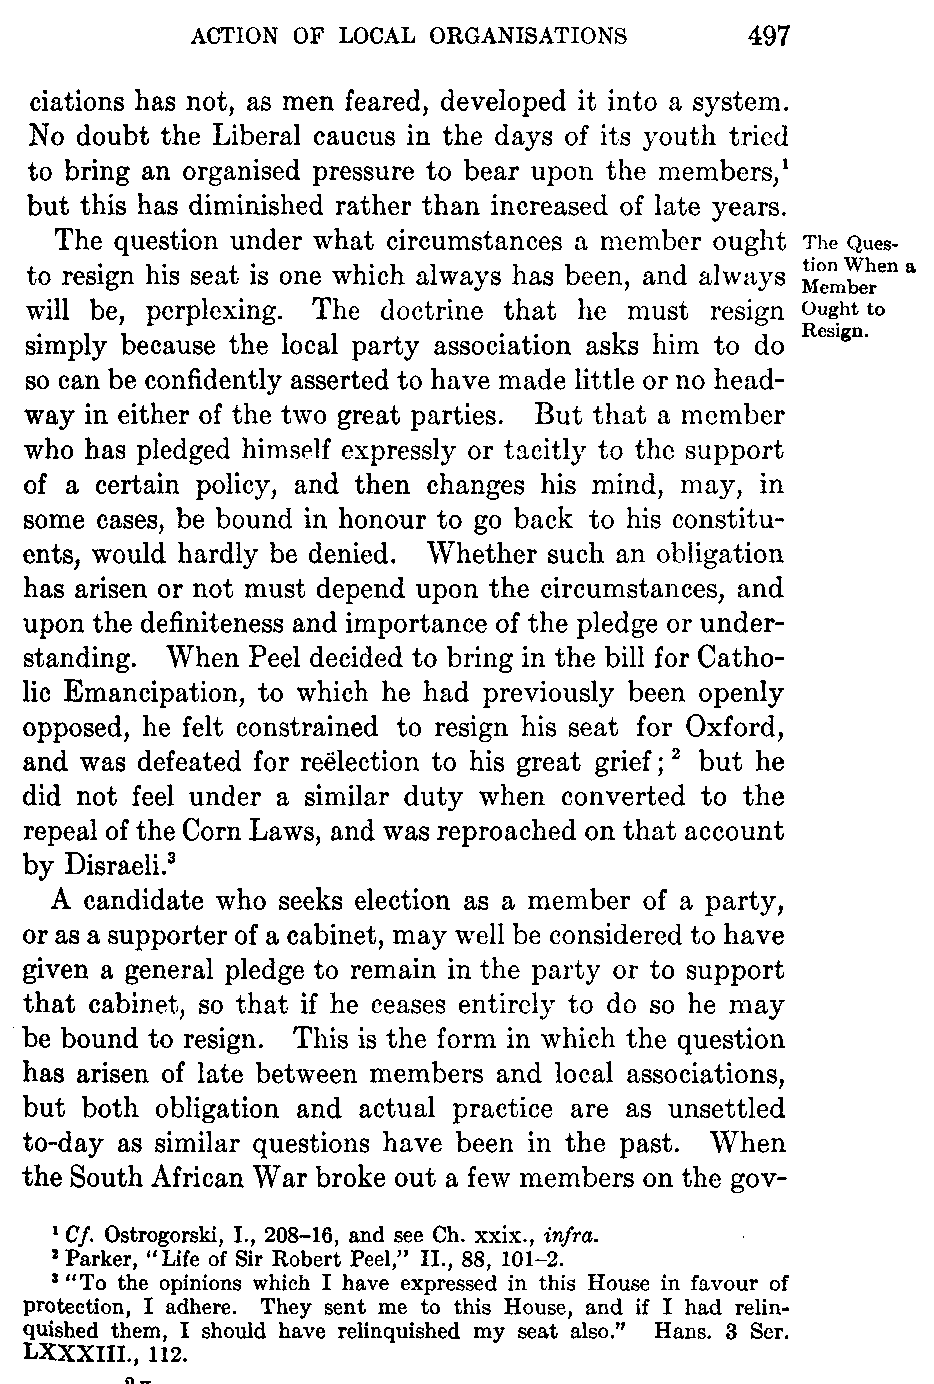 ACTION OF LOCAL ORGANISATIONS 497
ciations has not, as men feared, developed it into a system.
No doubt the Liberal caucus in the days of its youth tried
to bring an organised pressure to bear upon the members,¹
but this has diminished rather than increased of late years.
The question under what circumstances a member ought
to resign his seat is one which always has been, and always
will be, perplexing. The doctrine that he must resign
simply because the local party association asks him to do
so can be confidently asserted to have made little or no head-
way in either of the two great parties. But that a member
who has pledged himself expressly or tacitly to the support
of a certain policy, and then changes his mind, may, in
some cases, be bound in honour to go back to his constitu-
ents, would hardly be denied. Whether such an obligation
has arisen or not must depend upon the circumstances, and
upon the definiteness and importance of the pledge or under-
standing. When Peel decided to bring in the bill for Catho-
lic Emancipation, to which he had previously been openly
opposed, he felt constrained to resign his seat for Oxford,
and was defeated for reëlection to his great grief;² but he
did not feel under a similar duty when converted to the
repeal of the Corn Laws, and was reproached on that account
by Disraeli.³
The Ques-
tion When a
Member
Ought to
Resign.
A candidate who seeks election as a member of a party,
or as a supporter of a cabinet, may well be considered to have
given a general pledge to remain in the party or to support
that cabinet, so that if he ceases entirely to do so he may
be bound to resign. This is the form in which the question
has arisen of late between members and local associations,
but both obligation and actual practice are as unsettled
to-day as similar questions have been in the past. When
the South African War broke out a few members on the gov-
¹ Cf. Ostrogorski, I., 208–16, and see Ch. xxix., infra.
² Parker, "Life of Sir Robert Peel," II., 88, 101–2.
³ "To the opinions which I have expressed in this House in favour of
protection, I adhere. They sent me to this House, and if I had relin-
quished them, I should have relinquished my seat also." Hans. 3 Ser.
LXXXIII., 112.